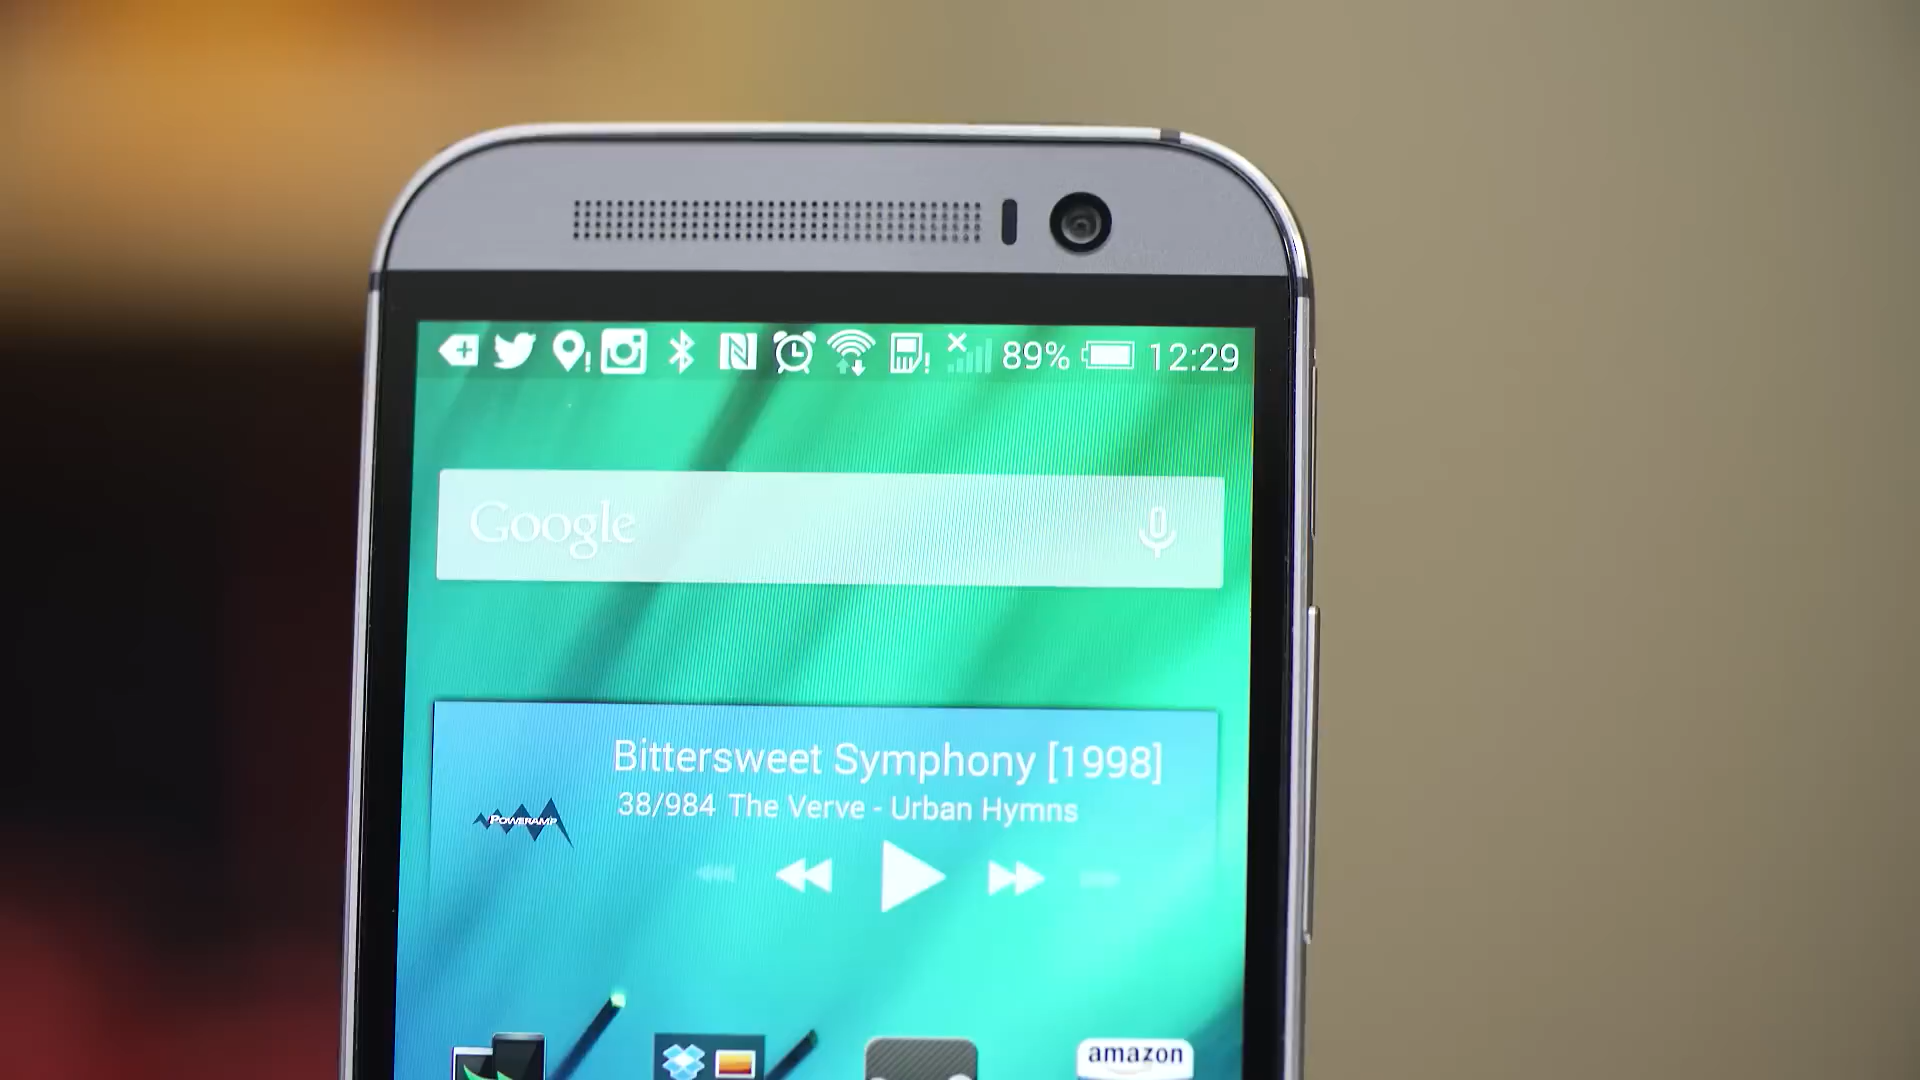 89% 12:29
Google
Bittersweet Symphony [1998]
38/984 The Verve - Urban Hymns
POWERAMP
amazon